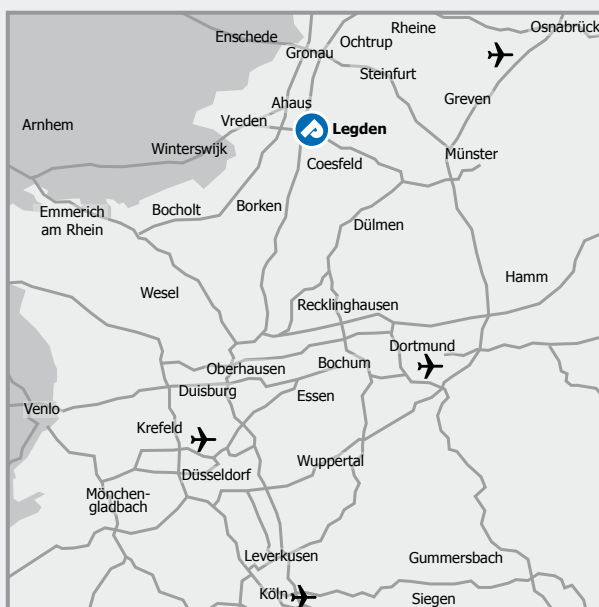 Rheine
Osnabrück
Enschede
Ochtrup
Gronau
Steinfurt
Greven
Ahaus
Vreden
Legden
Arnhem
Winterswijk
Münster
Coesfeld
Emmerich
am Rhein
Bocholt
Borken
Dülmen
Hamm
Wesel
Recklinghausen
Dortmund
Oberhausen
Bochum
Duisburg
Essen
Venlo
Krefeld
Düsseldorf
Wuppertal
Mönchen-
gladbach
Leverkusen
Gummersbach
Köln
Siegen